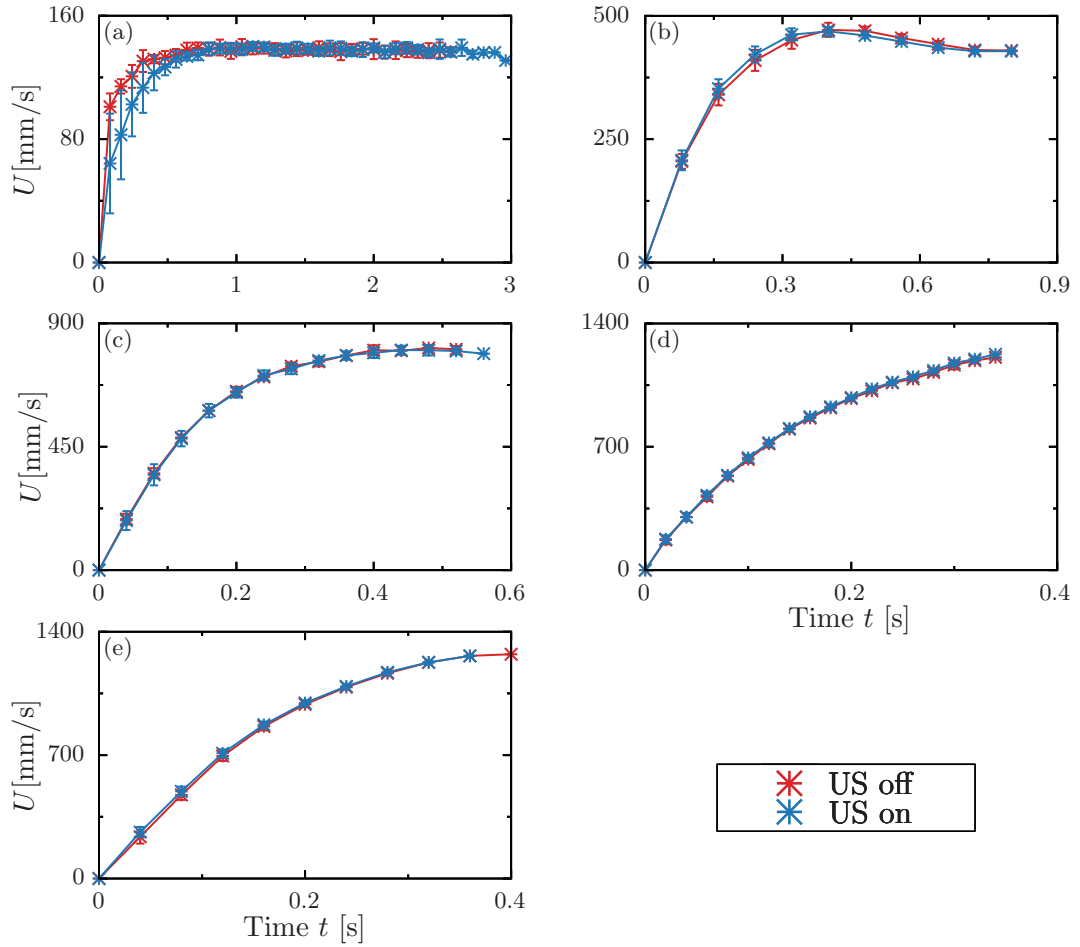 (a)
160
80
0
U[mm/s]
0 1 2 3
(b)
500
250
0
0 0.3 0.6 0.9
(c)
900
450
0
U[mm/s]
0 0.2 0.4 0.6
(d)
1400
700
0
0 0.2 0.4
Time t [s]
(e)
1400
700
0
U[mm/s]
0 0.2 0.4
Time t [s]
US off
US on